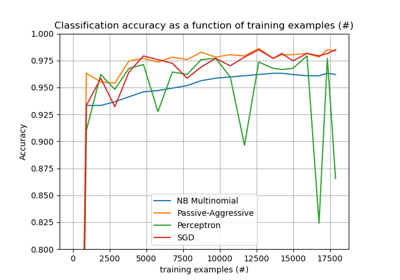 Classification accuracy as a function of training examples (#)
1.000
0.975
0.950
0.925
0.900
0.875
0.850
0.825
0.800
Accuracy
NB Multinomial
Passive-Aggressive
Perceptron
SGD
0 2500 5000 7500 10000 12500 15000 17500
training examples (#)